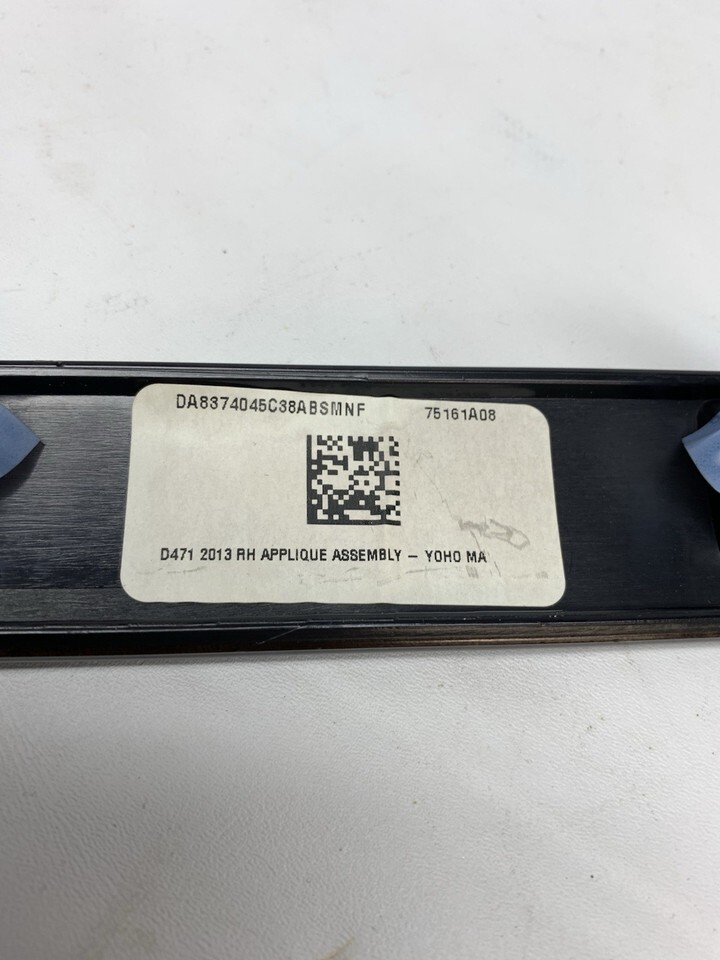 DA8374045C38ABSMNF 75161A08
D471 2013 RH APPLIQUE ASSEMBLY - YOHO MA